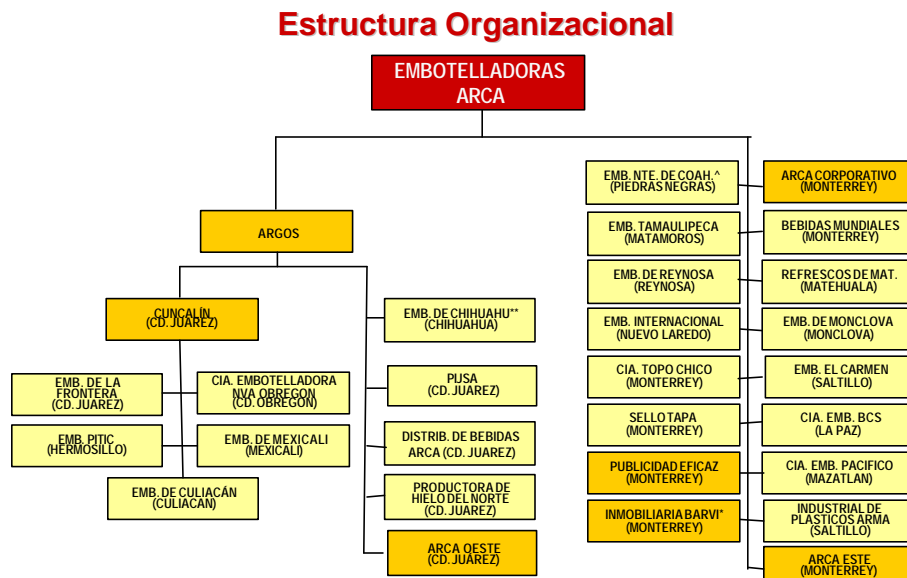 Estructura Organizacional
EMBOTELLADORAS
ARCA
ARGOS
CUNCALÍN
(CD. JUÁREZ)
EMB. DE LA
FRONTERA
(CD. JUAREZ)
CIA. EMBOTELLADORA
NVA OBREGON
(CD. OBREGON)
EMB. PITIC
(HERMOSILLO)
EMB. DE MEXICALI
(MEXICALI)
EMB. DE CULIACÁN
(CULIACAN)
EMB. DE CHIHUAHU**
(CHIHUAHUA)
PUSA
(CD. JUAREZ)
DISTRIB. DE BEBIDAS
ARCA (CD. JUAREZ)
PRODUCTORA DE
HIELO DEL NORTE
(CD. JUAREZ)
ARCA OESTE
(CD. JUÁREZ)
EMB. NTE. DE COAH.^
(PIEDRAS NEGRAS)
ARCA CORPORATIVO
(MONTERREY)
EMB. TAMAULIPECA
(MATAMOROS)
BEBIDAS MUNDIALES
(MONTERREY)
EMB. DE REYNOSA
(REYNOSA)
REFRESCOS DE MAT.
(MATEHUALA)
EMB. INTERNACIONAL
(NUEVO LAREDO)
EMB. DE MONCLOVA
(MONCLOVA)
CIA. TOPO CHICO
(MONTERREY)
EMB. EL CARMEN
(SALTILLO)
SELLO TAPA
(MONTERREY)
CIA. EMB. BCS
(LA PAZ)
PUBLICIDAD EFICAZ
(MONTERREY)
CIA. EMB. PACIFICO
(MAZATLAN)
INMOBILIARIA BARVI*
(MONTERREY)
INDUSTRIAL DE
PLASTICOS ARMA
(SALTILLO)
ARCA ESTE
(MONTERREY)